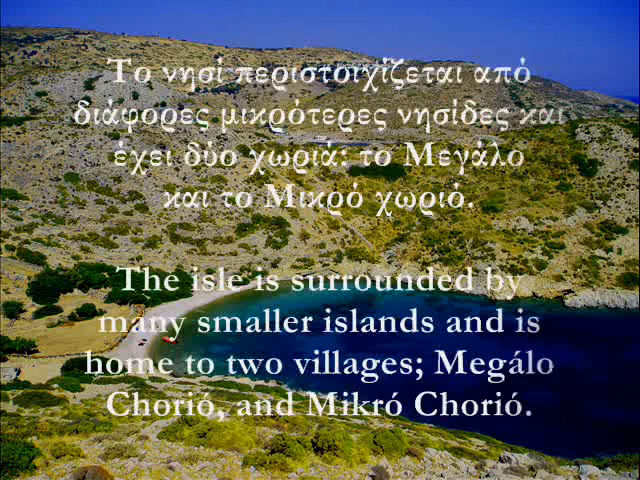 Το νησί περιστοιχίζεται από
διάφορες μικρότερες νησίδες και
έχει δύο χωριά: το Μεγάλο
και το Μικρό χωριό.
The isle is surrounded by
many smaller islands and is
home to two villages; Megálo
Chorió, and Mikró Chorió.